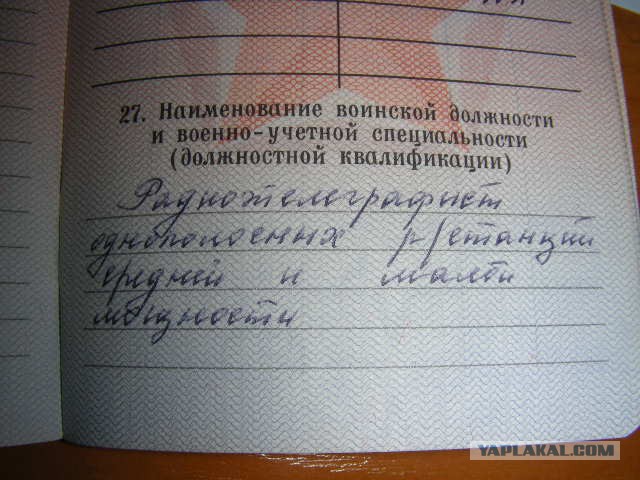 27. Наименование воинской должности
и военно-учетной специальности
(должностной квалификации)
Радиотелеграфист
однополосных р/станций
средней и малой
мощности
YAPLAKAL.COM